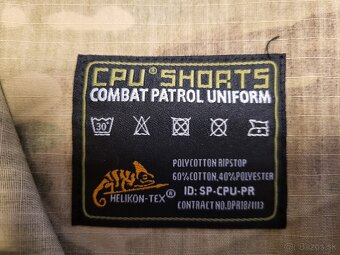 CPU® SHORTS
COMBAT PATROL UNIFORM
30°
POLYCOTTON RIPSTOP
60%COTTON, 40%POLYESTER
ID: SP-CPU-PR
HELIKON-TEX®
CONTRACT NO.DPR18/1113